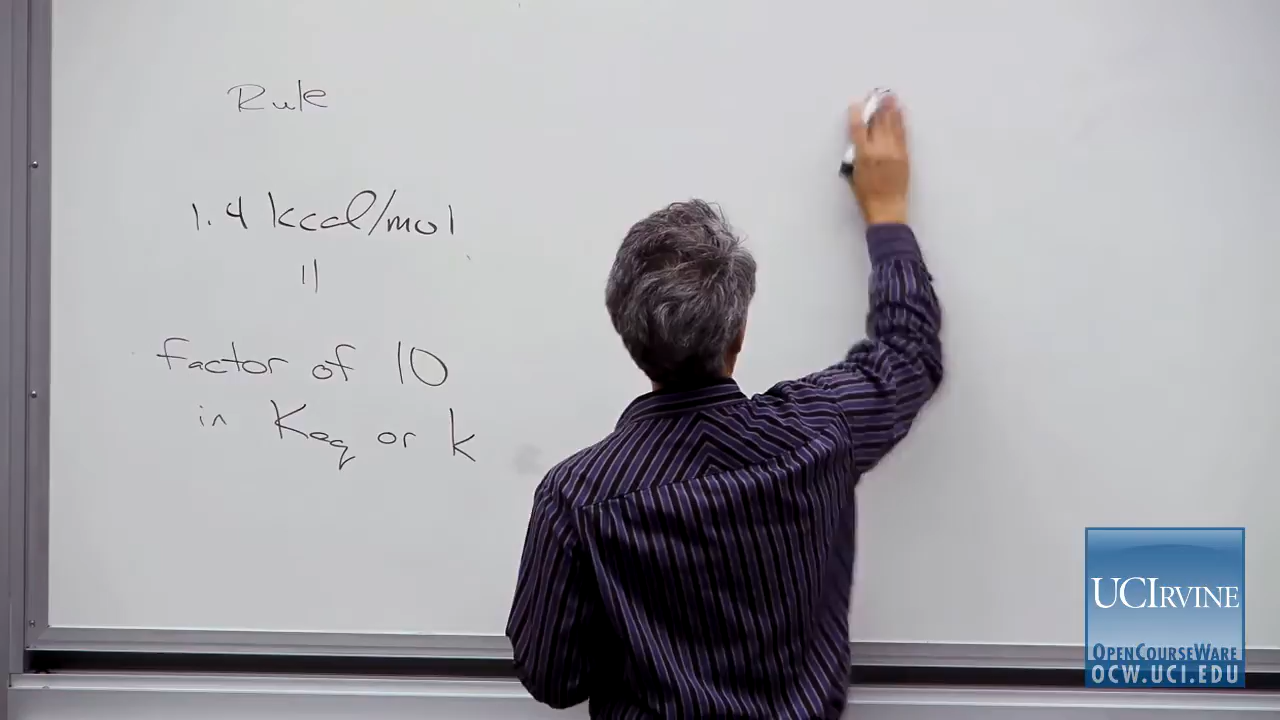 Rule
1.4 kcal/mol
||
factor of 10
in Keq or k
UCIRVINE
OPENCOURSEWARE
OCW.UCI.EDU